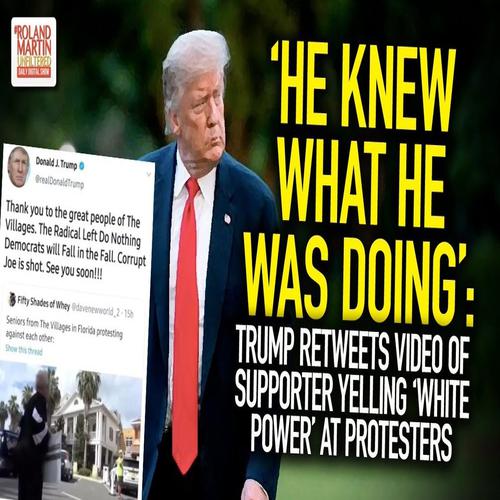 #ROLAND
MARTIN
UNFILTERED
DAILY DIGITAL SHOW
'HE KNEW
WHAT HE
WAS DOING':
TRUMP RETWEETS VIDEO OF
SUPPORTER YELLING 'WHITE
POWER' AT PROTESTERS
Donald J. Trump
@realDonaldTrump
Thank you to the great people of The
Villages. The Radical Left Do Nothing
Democrats will Fall in the Fall. Corrupt
Joe is shot. See you soon!!!
Fifty Shades of Whey @davenewworld_2 · 15h
Seniors from The Villages in Florida protesting
against each other:
Show this thread